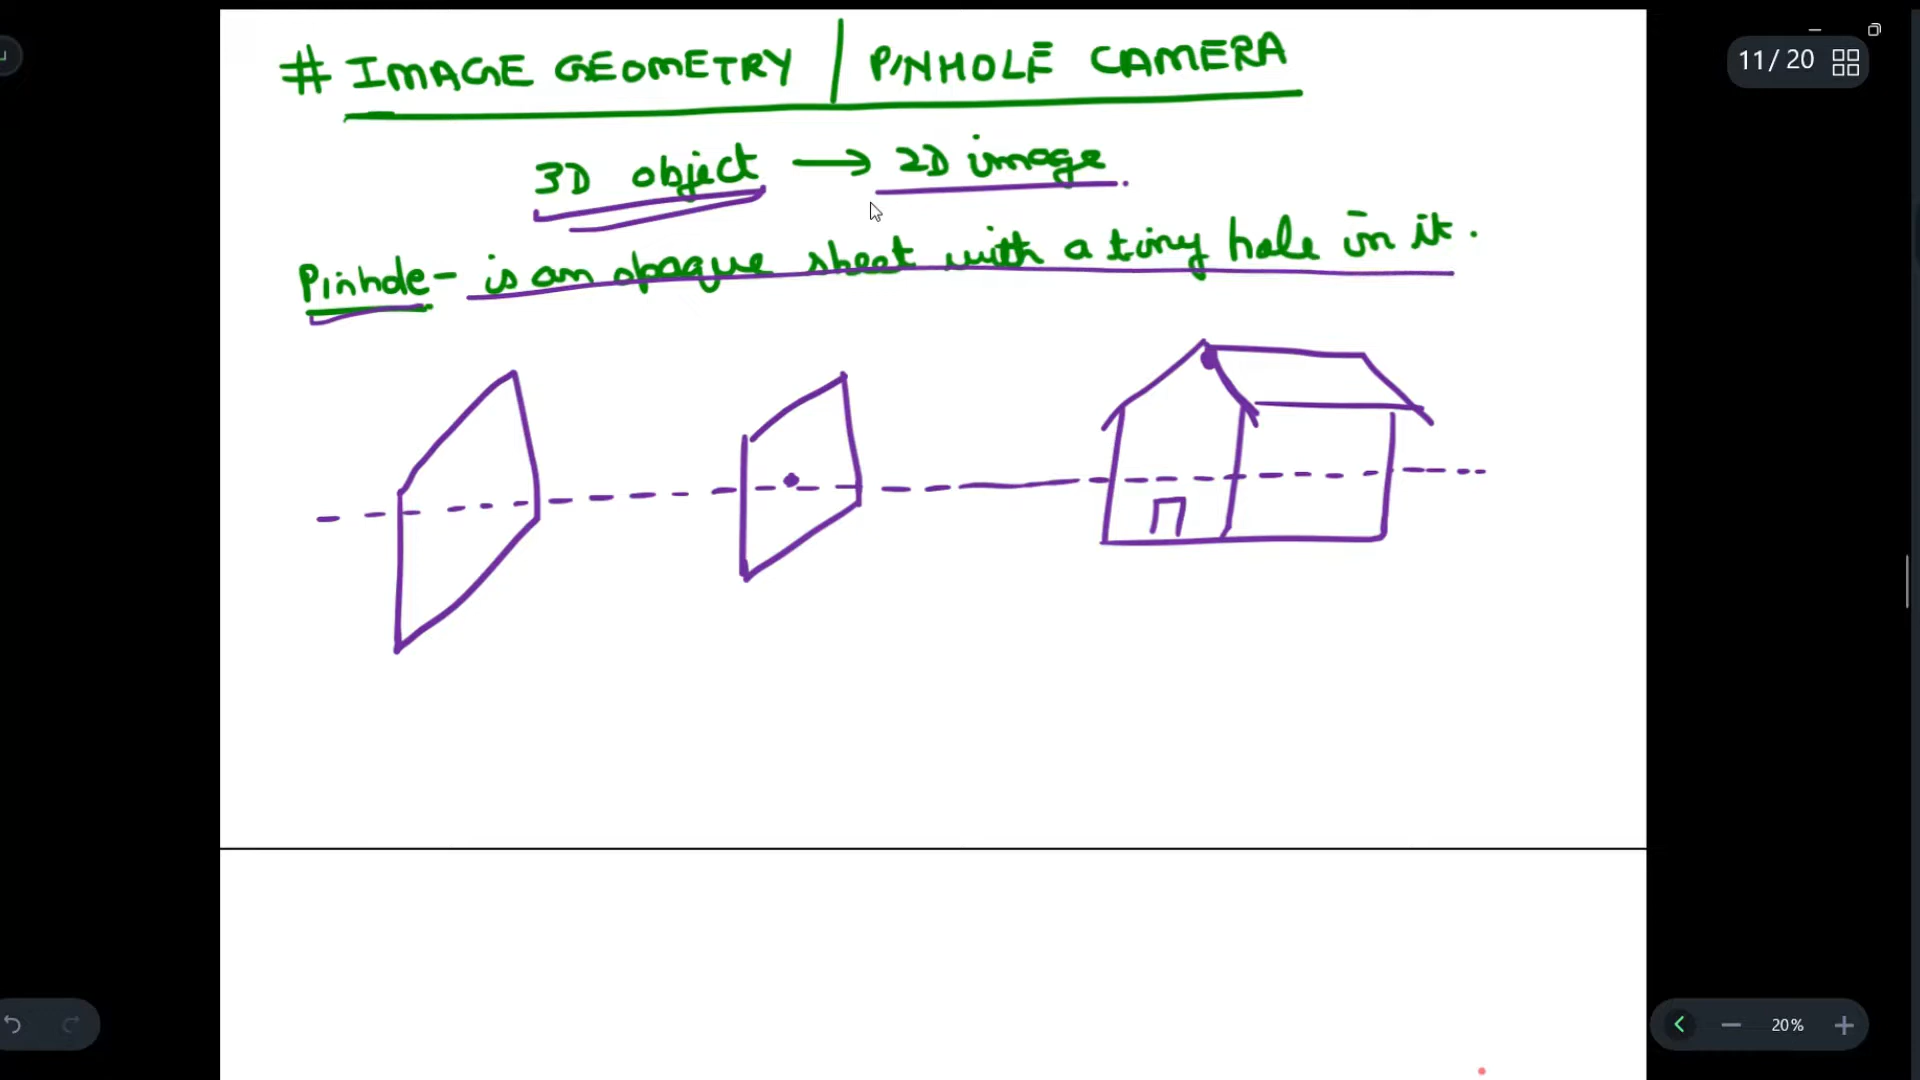 # IMAGE GEOMETRY | PINHOLE CAMERA
11/ 20
3D object → 2D image
Pinhole - is an opaque sheet with a tiny hole in it.
20%